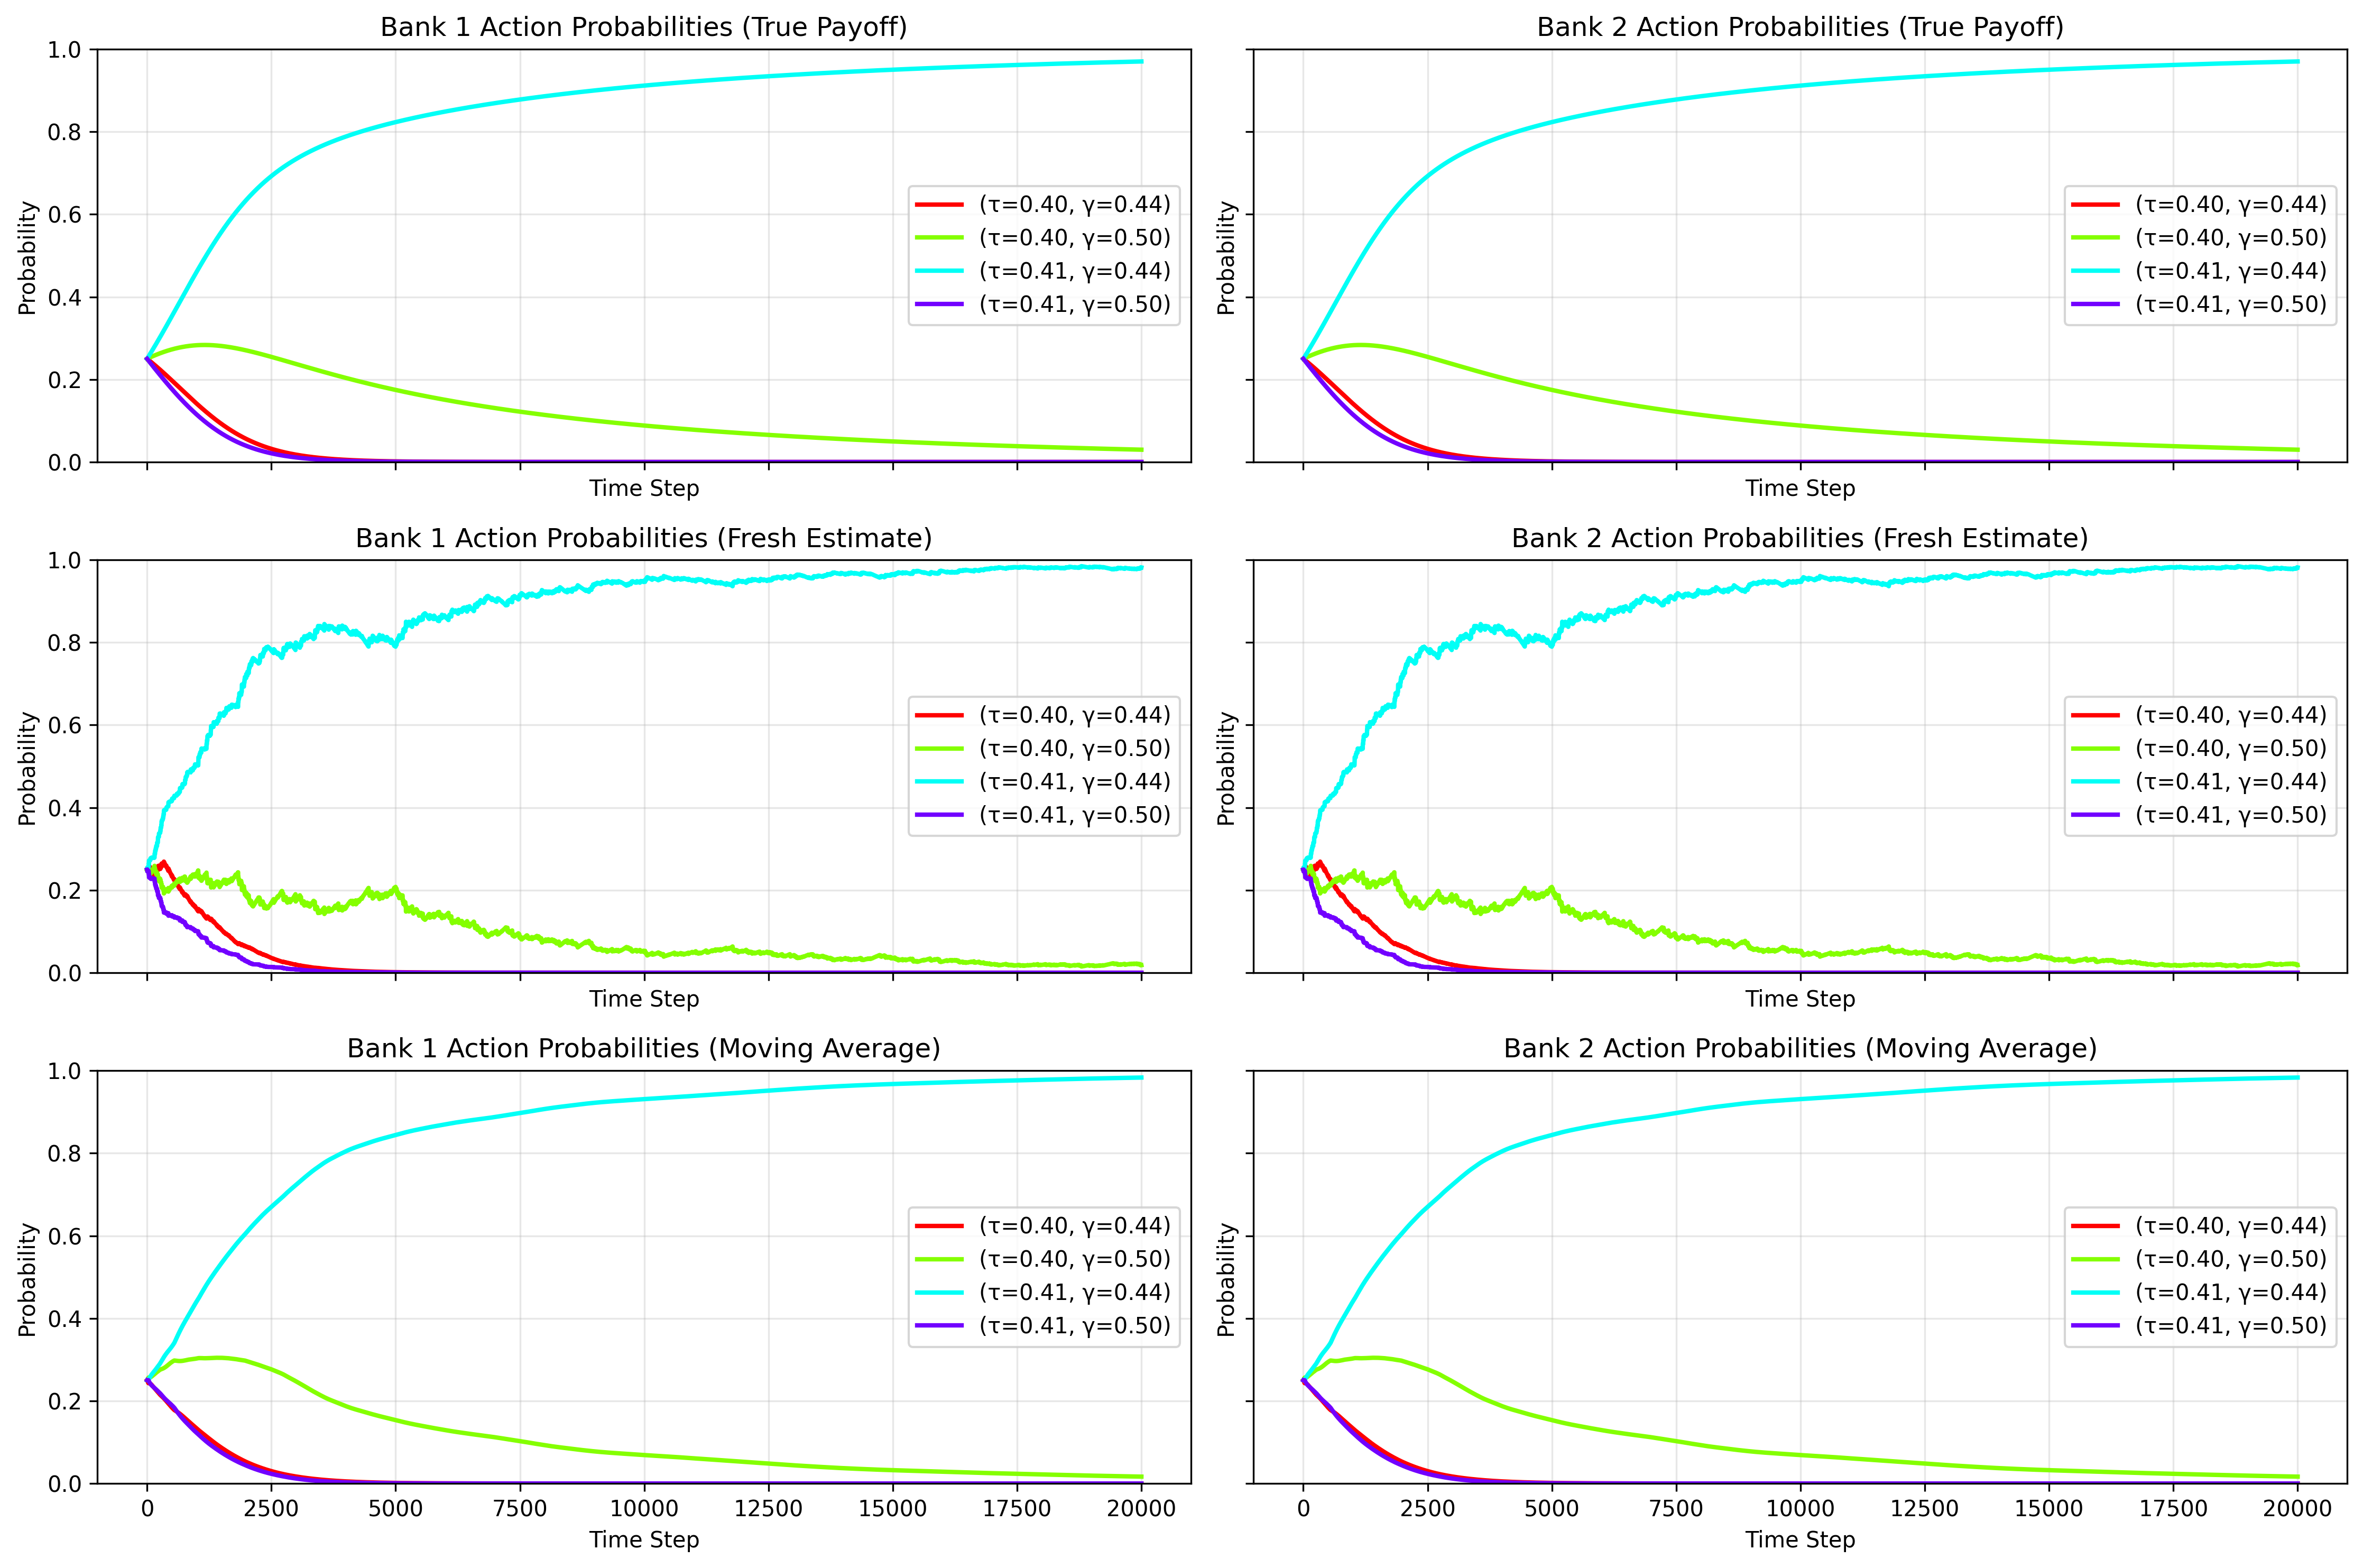 Bank 1 Action Probabilities (True Payoff)
1.0
0.8
0.6
0.4
0.2
0.0
Probability
(τ=0.40, γ=0.44)
(τ=0.40, γ=0.50)
(τ=0.41, γ=0.44)
(τ=0.41, γ=0.50)
Time Step
Bank 2 Action Probabilities (True Payoff)
Probability
(τ=0.40, γ=0.44)
(τ=0.40, γ=0.50)
(τ=0.41, γ=0.44)
(τ=0.41, γ=0.50)
Time Step
Bank 1 Action Probabilities (Fresh Estimate)
1.0
0.8
0.6
0.4
0.2
0.0
Probability
(τ=0.40, γ=0.44)
(τ=0.40, γ=0.50)
(τ=0.41, γ=0.44)
(τ=0.41, γ=0.50)
Time Step
Bank 2 Action Probabilities (Fresh Estimate)
Probability
(τ=0.40, γ=0.44)
(τ=0.40, γ=0.50)
(τ=0.41, γ=0.44)
(τ=0.41, γ=0.50)
Time Step
Bank 1 Action Probabilities (Moving Average)
1.0
0.8
0.6
0.4
0.2
0.0
Probability
(τ=0.40, γ=0.44)
(τ=0.40, γ=0.50)
(τ=0.41, γ=0.44)
(τ=0.41, γ=0.50)
0 2500 5000 7500 10000 12500 15000 17500 20000
Time Step
Bank 2 Action Probabilities (Moving Average)
Probability
(τ=0.40, γ=0.44)
(τ=0.40, γ=0.50)
(τ=0.41, γ=0.44)
(τ=0.41, γ=0.50)
0 2500 5000 7500 10000 12500 15000 17500 20000
Time Step